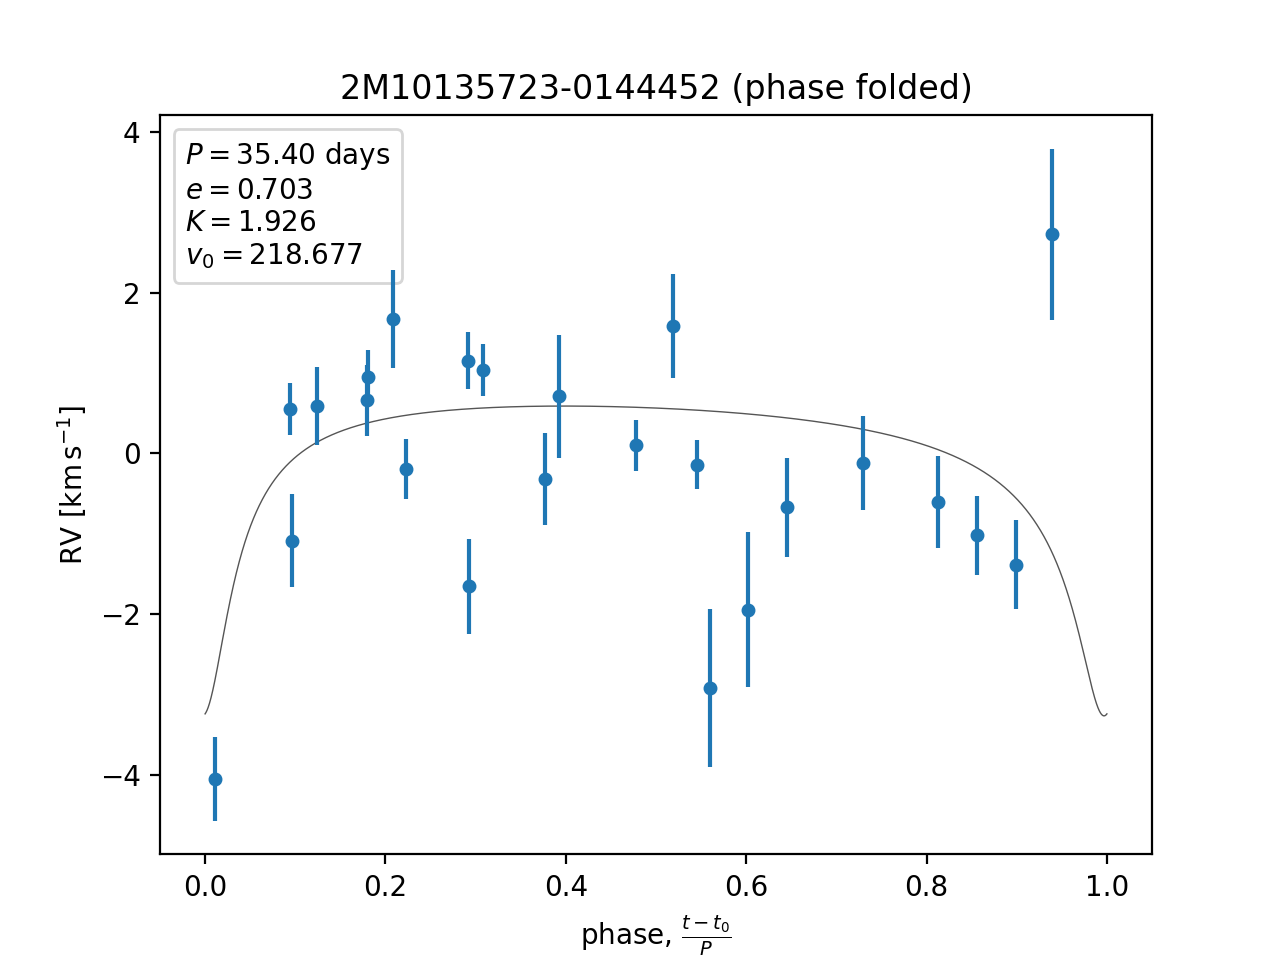 2M10135723-0144452 (phase folded)
P = 35.40 days
e = 0.703
K = 1.926
v₀ = 218.677
RV [km s⁻¹]
4
2
0
−2
−4
0.0 0.2 0.4 0.6 0.8 1.0
phase, (t − t₀)/P